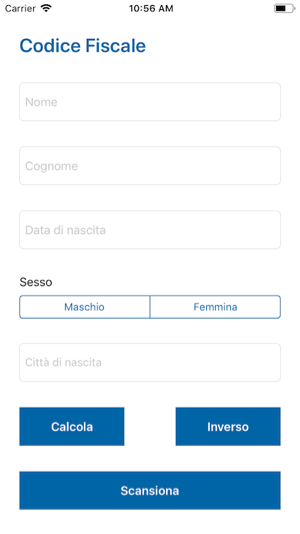 Carrier 10:56 AM
Codice Fiscale
Nome
Cognome
Data di nascita
Sesso
Maschio Femmina
Città di nascita
Calcola Inverso
Scansiona